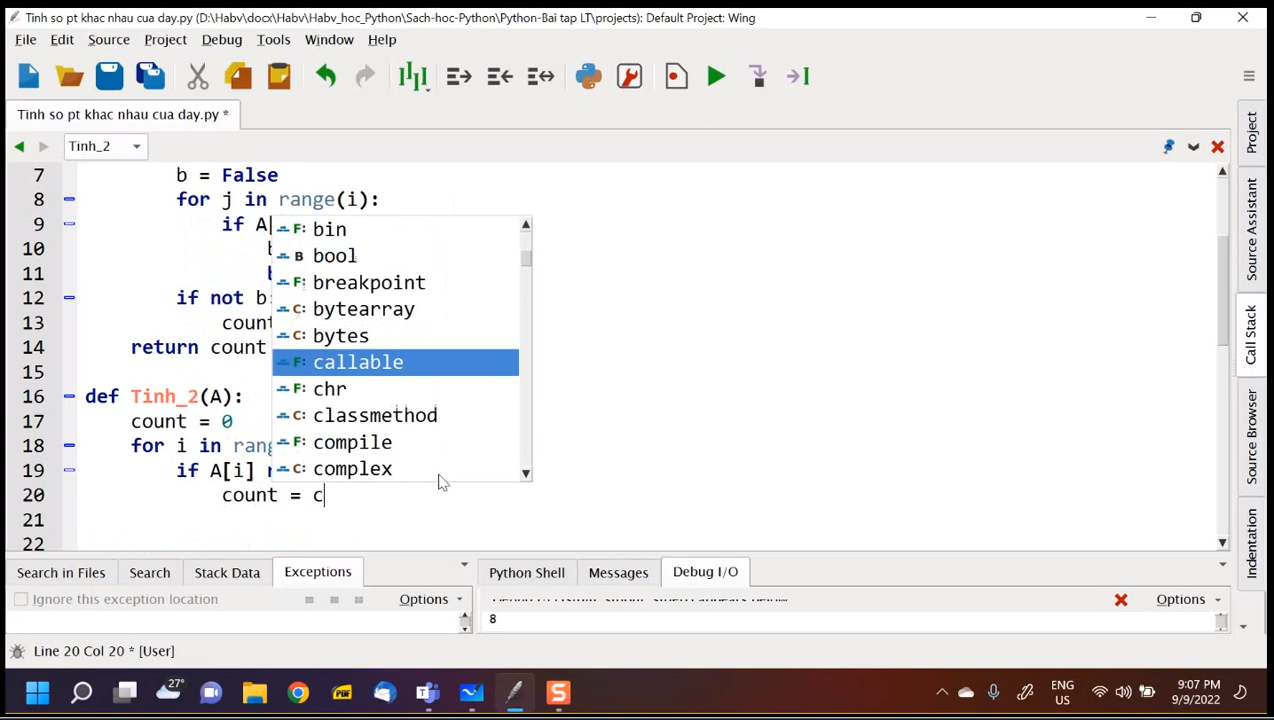 Tinh so pt khac nhau cua day.py (D:\Habv\docx\Habv\Habv_hoc_Python\Sach-hoc-Python\Python-Bai tap LT\projects): Default Project: Wing
File Edit Source Project Debug Tools Window Help
Tinh so pt khac nhau cua day.py *
Tinh_2
7 b = False
8 for j in range(i):
9 if A[
10 b
11 b
12 if not b:
13 count
14 return count
15
16 def Tinh_2(A):
17 count = 0
18 for i in rang
19 if A[i]
20 count = c
21
22
F: bin
B bool
F: breakpoint
C: bytearray
C: bytes
F: callable
F: chr
C: classmethod
F: compile
C: complex
Project
Source Assistant
Call Stack
Source Browser
Indentation
Search in Files Search Stack Data Exceptions
Ignore this exception location Options
Python Shell Messages Debug I/O
Options
8
Line 20 Col 20 * [User]
27°
PDF
S
ENG
US
9:07 PM
9/9/2022